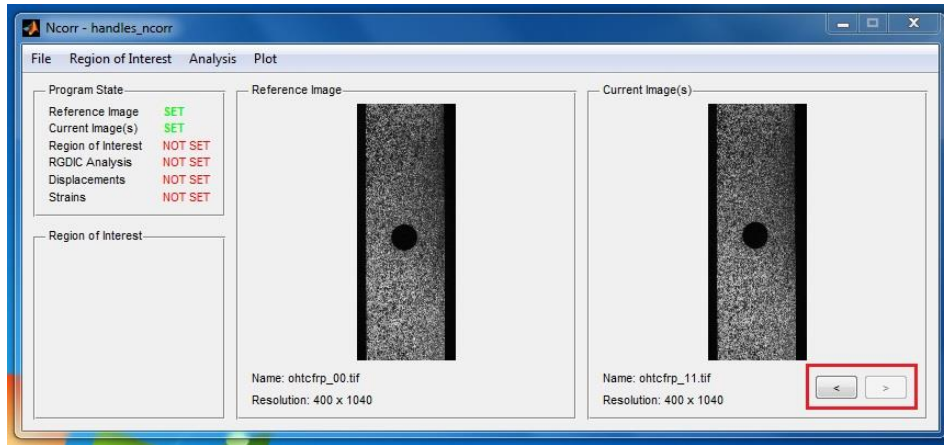 Ncorr - handles_ncorr
File Region of Interest Analysis Plot
Program State
Reference Image SET
Current Image(s) SET
Region of Interest NOT SET
RGDIC Analysis NOT SET
Displacements NOT SET
Strains NOT SET
Region of Interest
Reference Image
Name: ohtcfrp_00.tif
Resolution: 400 x 1040
Current Image(s)
Name: ohtcfrp_11.tif
Resolution: 400 x 1040
< >